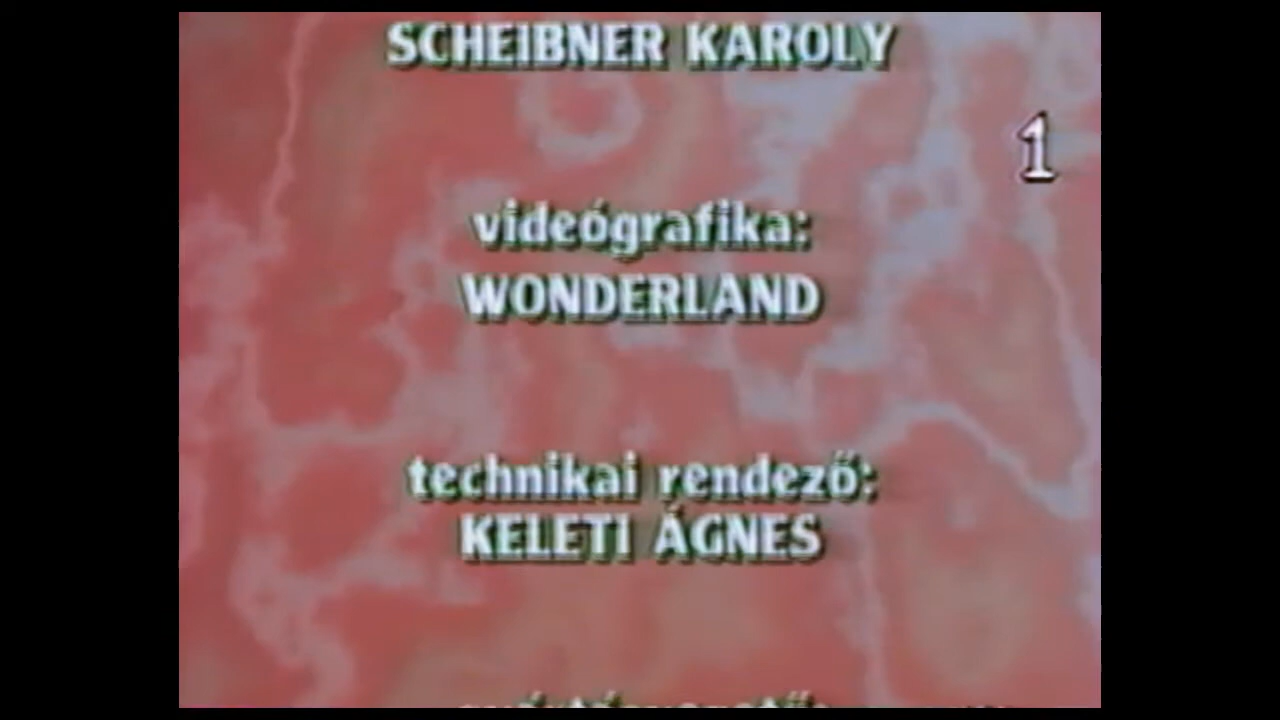 SCHEIBNER KAROLY
1
videógrafika:
WONDERLAND
technikai rendező:
KELETI ÁGNES